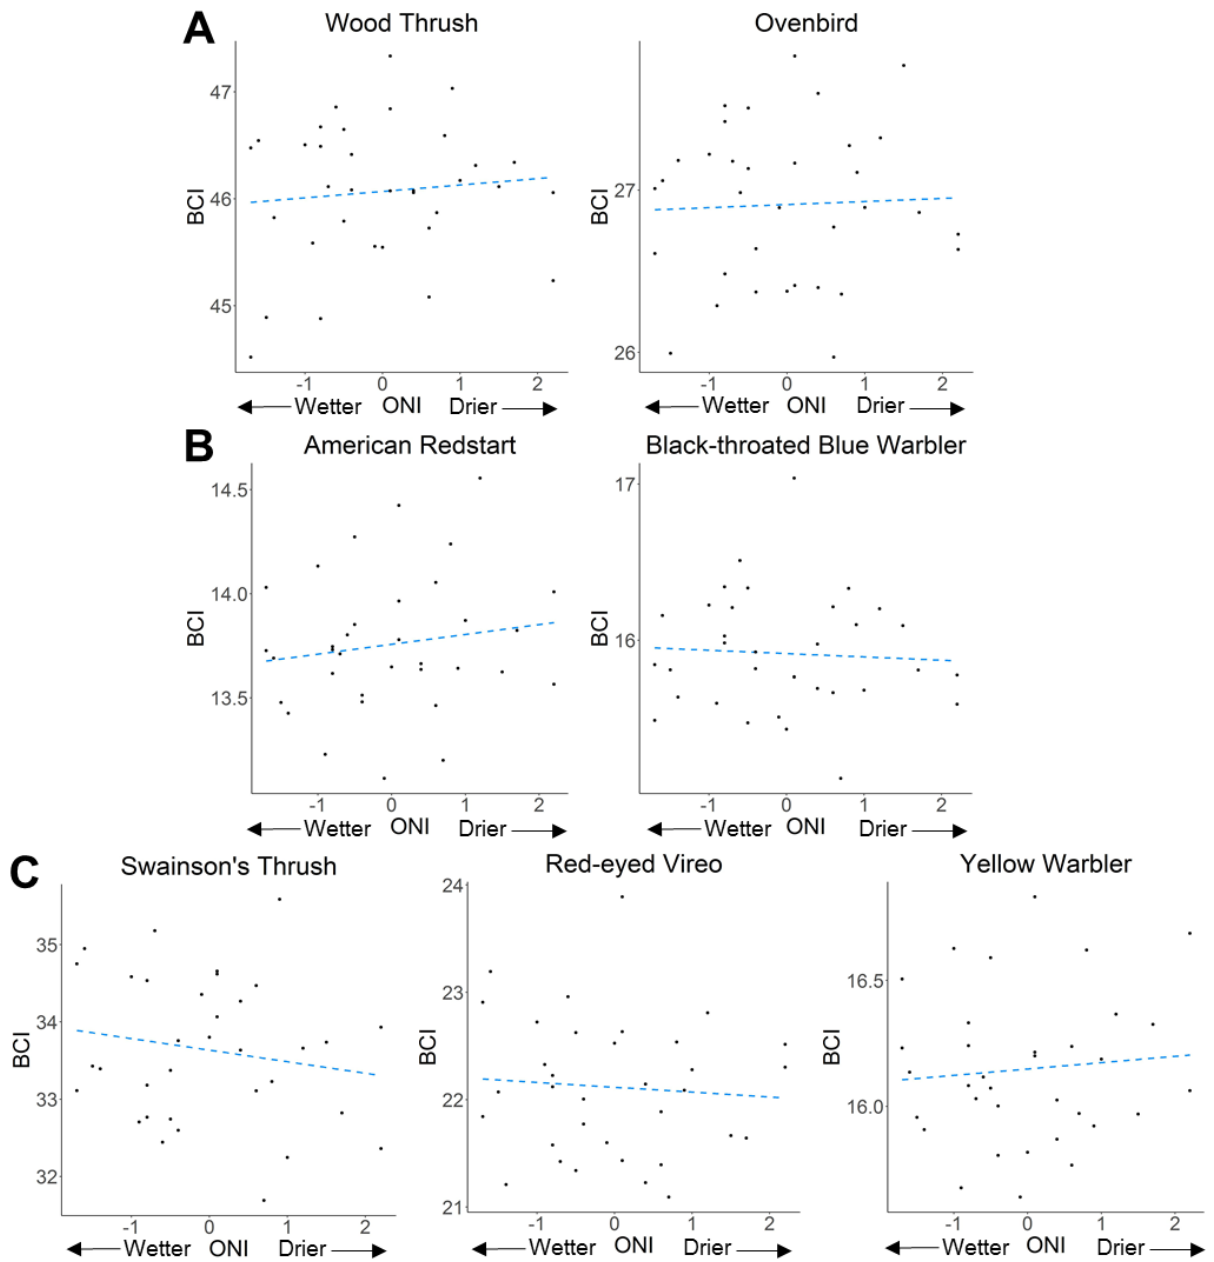 A
Wood Thrush
Ovenbird
BCI
47
46
45
-1 0 1 2
Wetter ONI Drier
BCI
27
26
-1 0 1 2
Wetter ONI Drier
B
American Redstart
Black-throated Blue Warbler
BCI
14.5
14.0
13.5
-1 0 1 2
Wetter ONI Drier
BCI
17
16
-1 0 1 2
Wetter ONI Drier
C
Swainson's Thrush
Red-eyed Vireo
Yellow Warbler
BCI
35
34
33
32
-1 0 1 2
Wetter ONI Drier
BCI
24
23
22
21
-1 0 1 2
Wetter ONI Drier
BCI
16.5
16.0
-1 0 1 2
Wetter ONI Drier